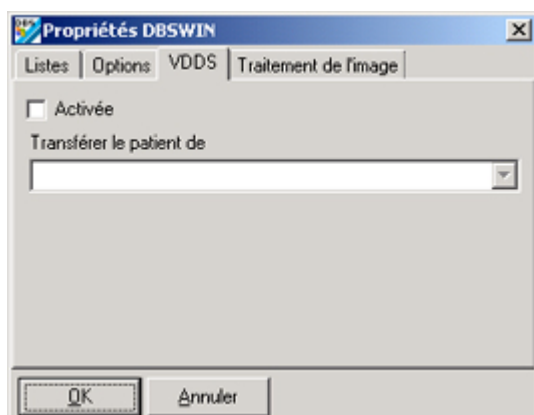 Propriétés DBSWIN
Listes Options VDDS Traitement de l'image
Activée
Transférer le patient de
OK Annuler